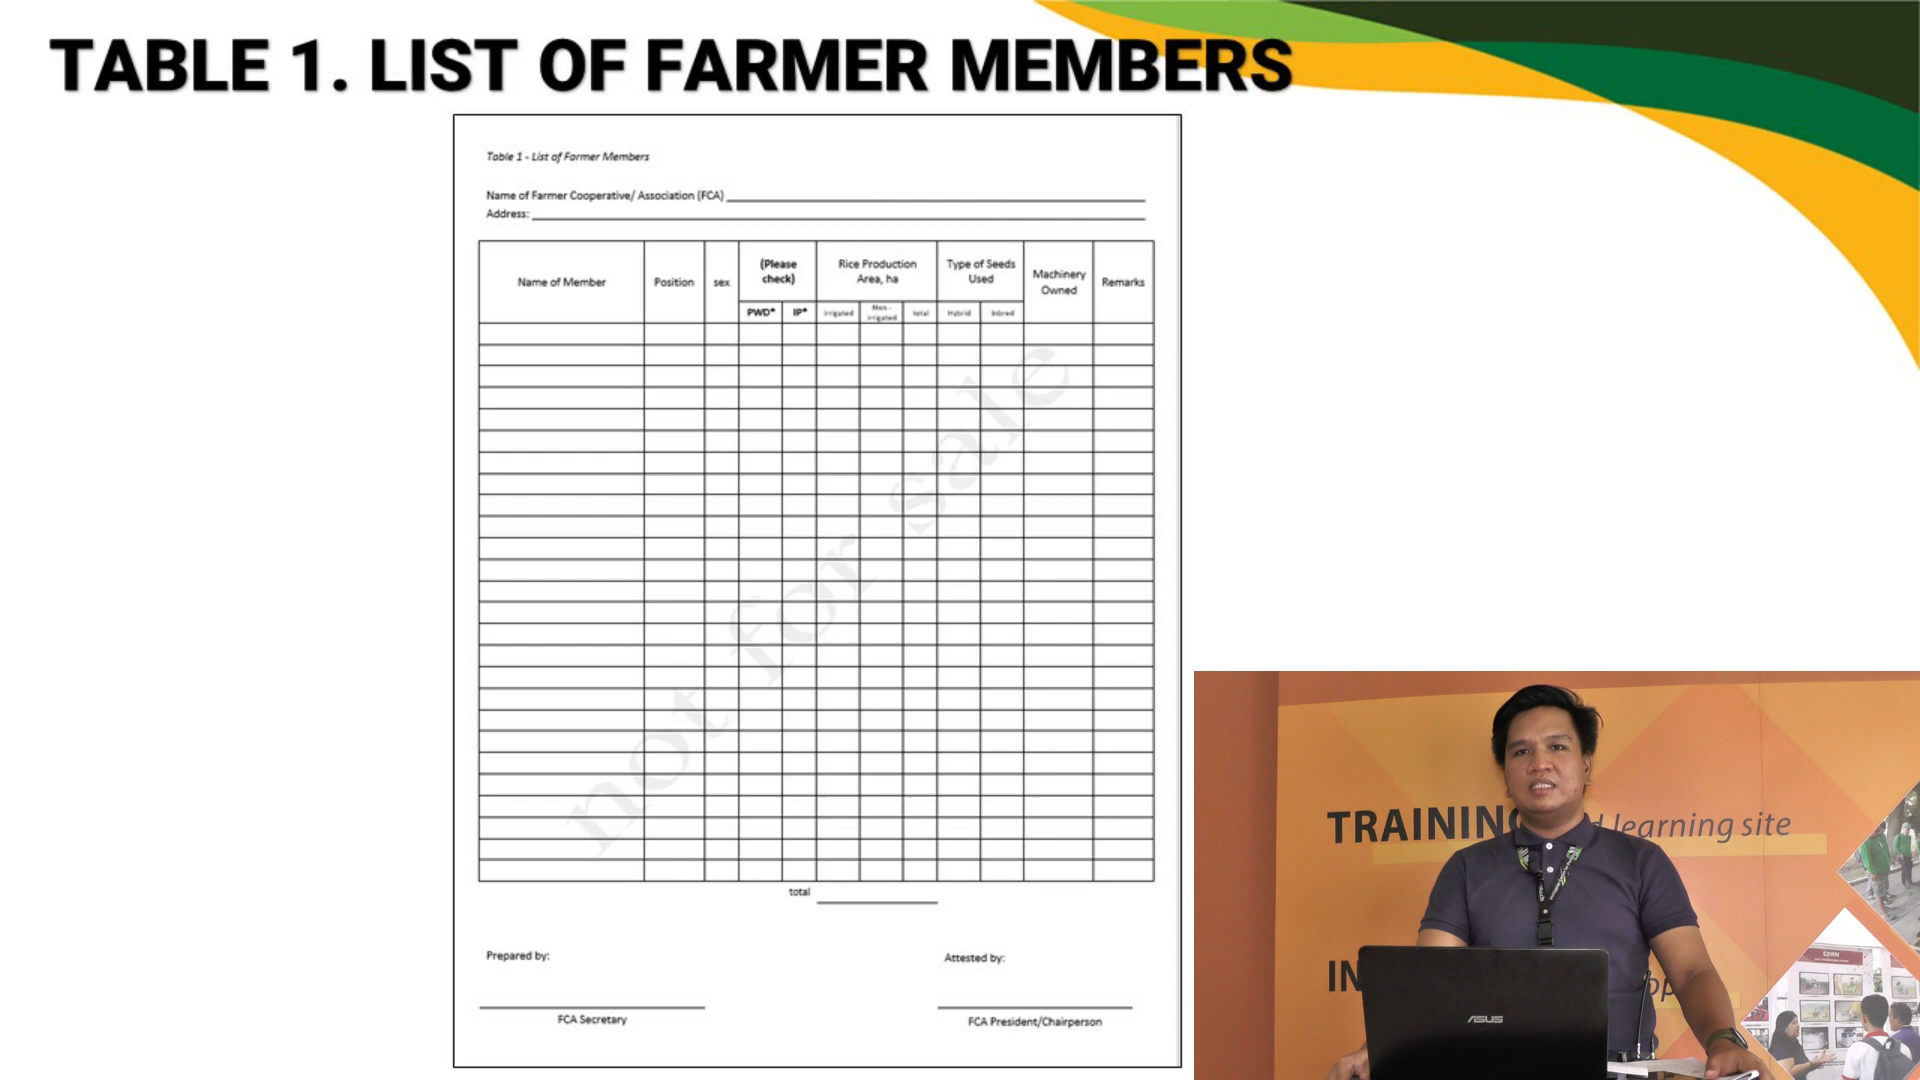 TABLE 1. LIST OF FARMER MEMBERS
Table 1 - List of Farmer Members
Name of Farmer Cooperative/ Association (FCA)
Address:
Name of Member
Position
sex
(Please
check)
PWD*
IP*
Rice Production
Area, ha
irrigated
Non -
irrigated
total
Type of Seeds
Used
Hybrid
Inbred
Machinery
Owned
Remarks
not for sale
total
Prepared by:
Attested by:
FCA Secretary
FCA President/Chairperson
TRAINING
learning site
IN
op
CORN
ASUS